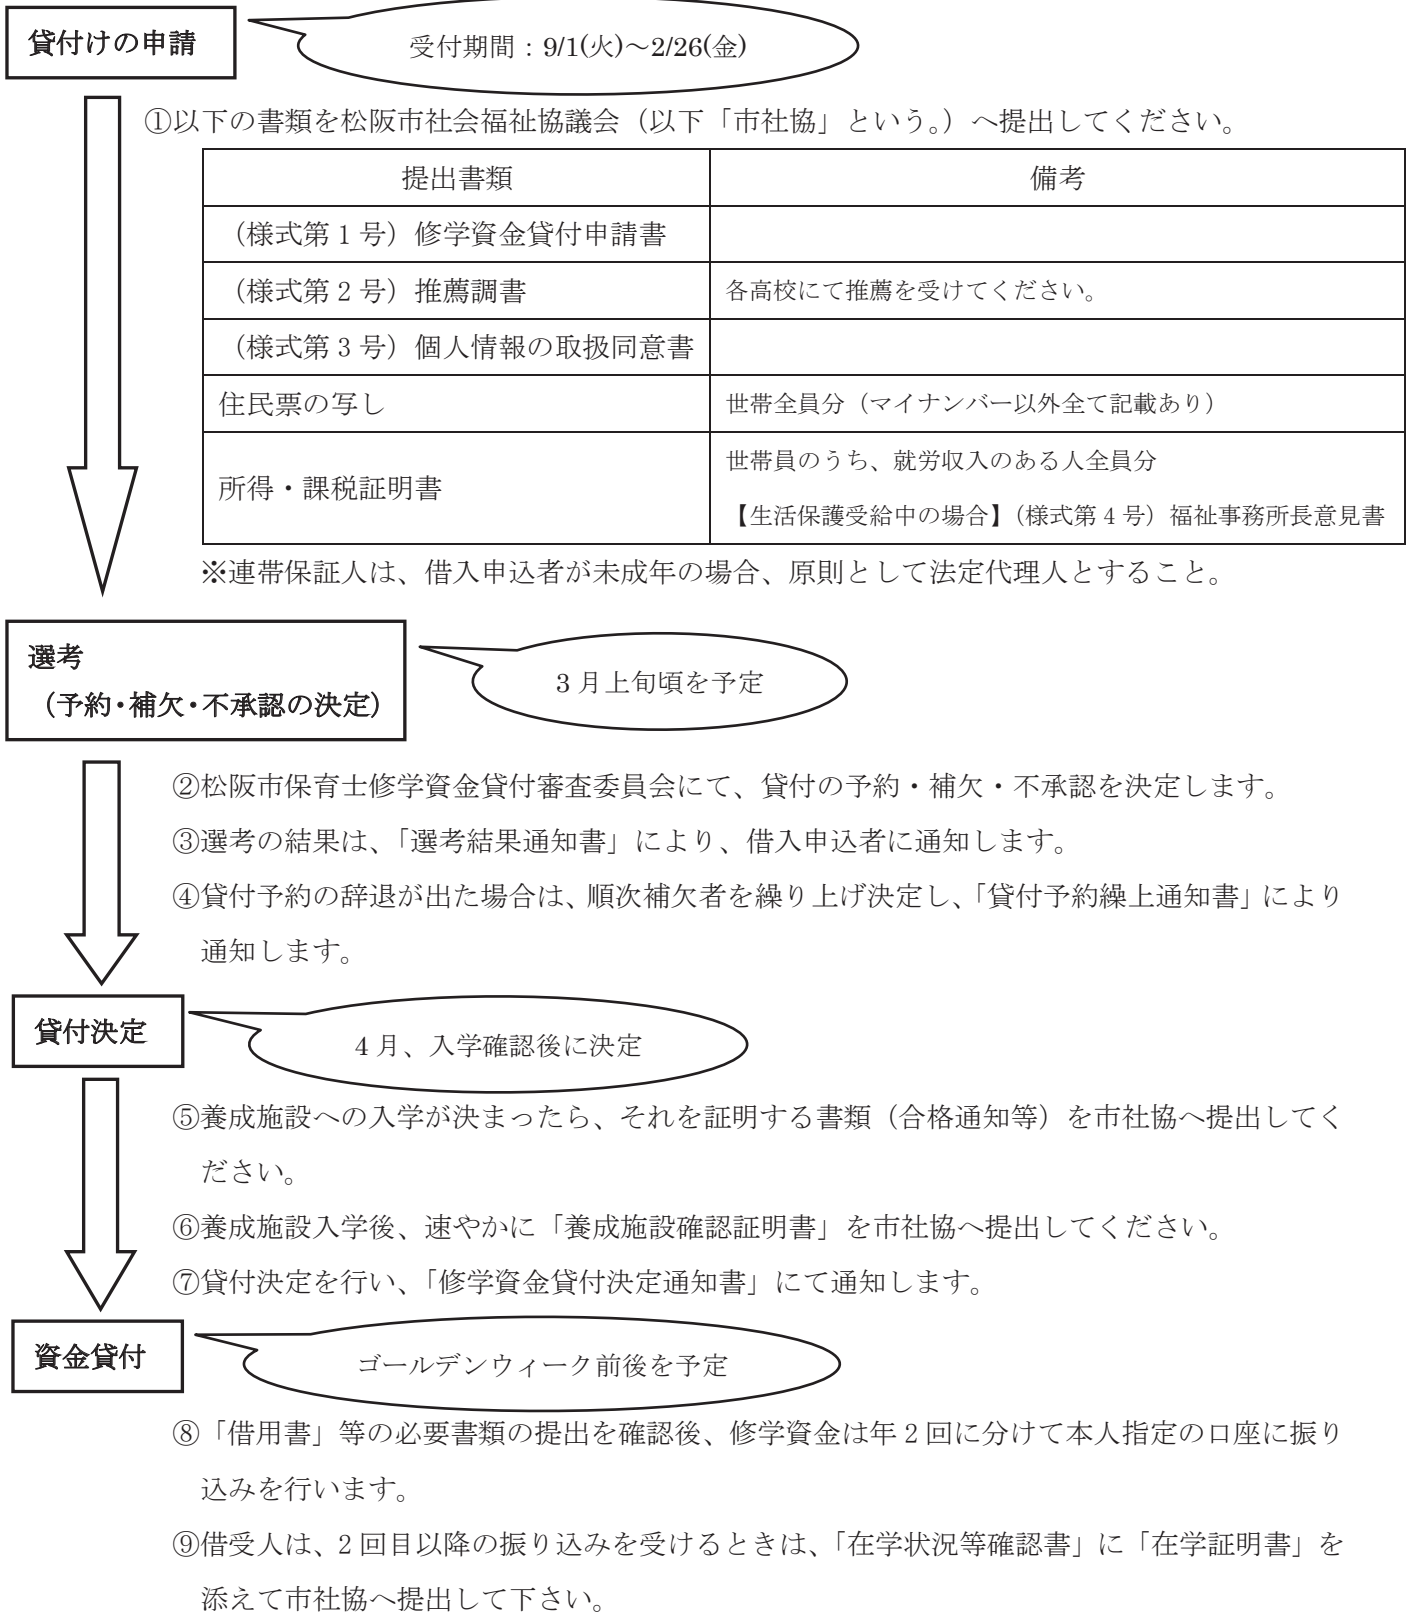 貸付けの申請
受付期間：9/1(火)～2/26(金)
①以下の書類を松阪市社会福祉協議会（以下「市社協」という。）へ提出してください。
提出書類 備考
（様式第１号）修学資金貸付申請書
（様式第２号）推薦調書 各高校にて推薦を受けてください。
（様式第３号）個人情報の取扱同意書
住民票の写し 世帯全員分（マイナンバー以外全て記載あり）
所得・課税証明書 世帯員のうち、就労収入のある人全員分
【生活保護受給中の場合】（様式第４号）福祉事務所長意見書
※連帯保証人は、借入申込者が未成年の場合、原則として法定代理人とすること。
選考
（予約・補欠・不承認の決定）
３月上旬頃を予定
②松阪市保育士修学資金貸付審査委員会にて、貸付の予約・補欠・不承認を決定します。
③選考の結果は、「選考結果通知書」により、借入申込者に通知します。
④貸付予約の辞退が出た場合は、順次補欠者を繰り上げ決定し、「貸付予約繰上通知書」により
通知します。
貸付決定
４月、入学確認後に決定
⑤養成施設への入学が決まったら、それを証明する書類（合格通知等）を市社協へ提出してく
ださい。
⑥養成施設入学後、速やかに「養成施設確認証明書」を市社協へ提出してください。
⑦貸付決定を行い、「修学資金貸付決定通知書」にて通知します。
資金貸付
ゴールデンウィーク前後を予定
⑧「借用書」等の必要書類の提出を確認後、修学資金は年２回に分けて本人指定の口座に振り
込みを行います。
⑨借受人は、２回目以降の振り込みを受けるときは、「在学状況等確認書」に「在学証明書」を
添えて市社協へ提出して下さい。